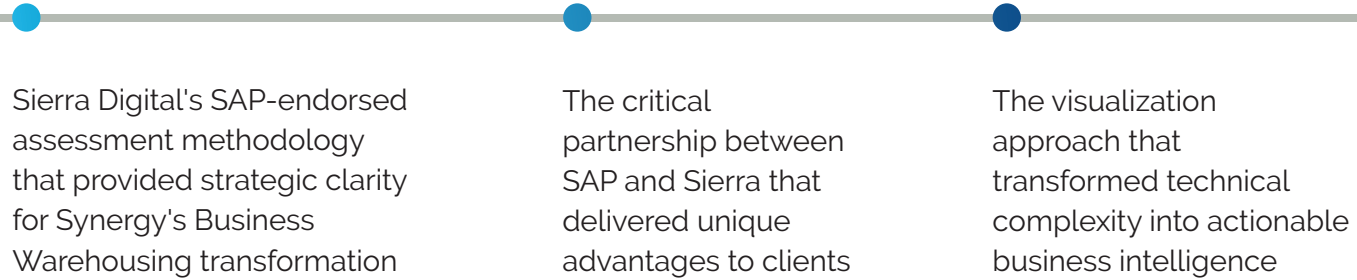 Sierra Digital's SAP-endorsed
assessment methodology
that provided strategic clarity
for Synergy's Business
Warehousing transformation
The critical
partnership between
SAP and Sierra that
delivered unique
advantages to clients
The visualization
approach that
transformed technical
complexity into actionable
business intelligence